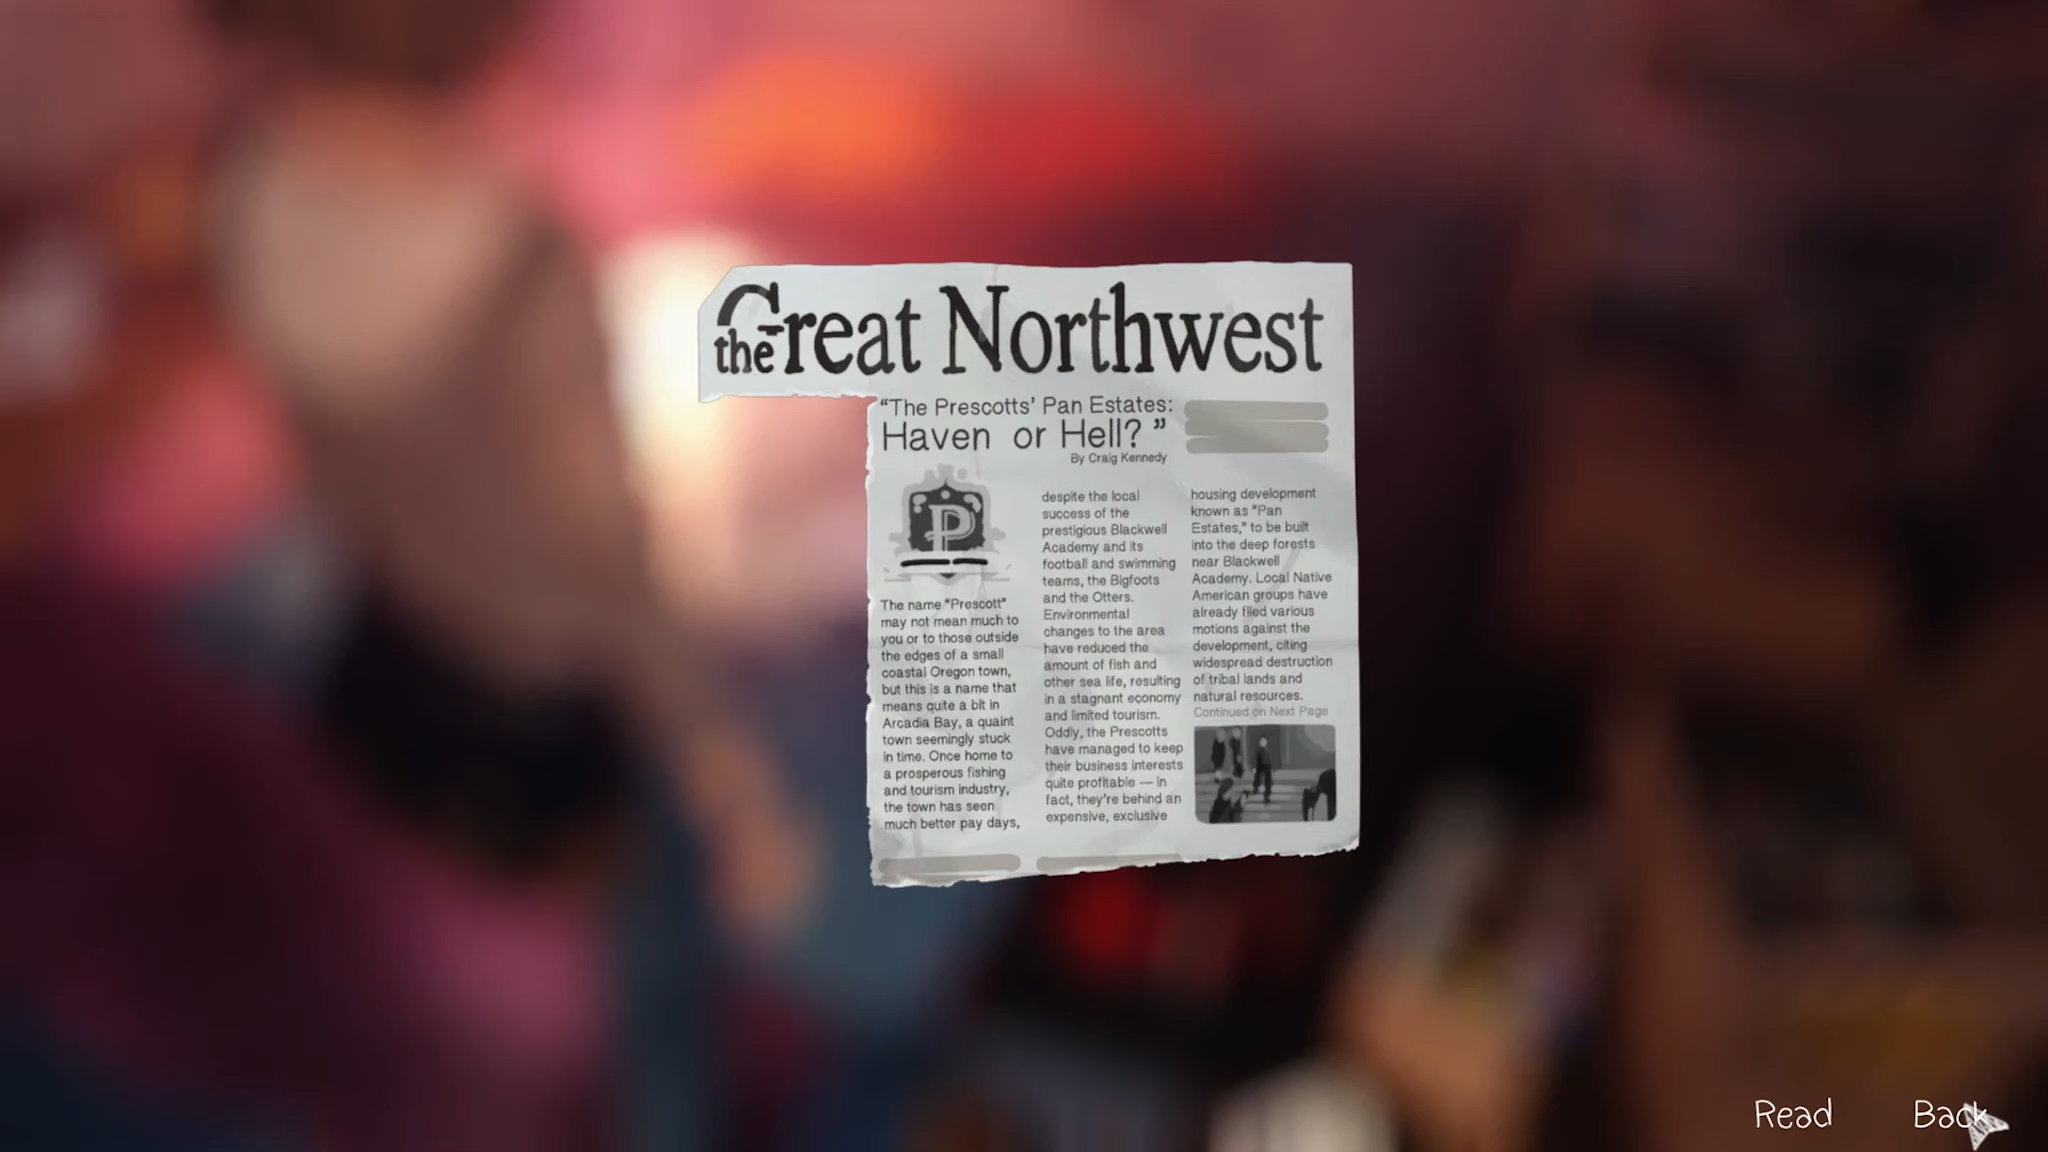 the Great Northwest
“The Prescotts’ Pan Estates:
Haven or Hell?”
By Craig Kennedy
P
The name “Prescott”
may not mean much to
you or to those outside
the edges of a small
coastal Oregon town,
but this is a name that
means quite a bit in
Arcadia Bay, a quaint
town seemingly stuck
in time. Once home to
a prosperous fishing
and tourism industry,
the town has seen
much better pay days,
despite the local
success of the
prestigious Blackwell
Academy and its
football and swimming
teams, the Bigfoots
and the Otters.
Environmental
changes to the area
have reduced the
amount of fish and
other sea life, resulting
in a stagnant economy
and limited tourism.
Oddly, the Prescotts
have managed to keep
their business interests
quite profitable — in
fact, they’re behind an
expensive, exclusive
housing development
known as “Pan
Estates,” to be built
into the deep forests
near Blackwell
Academy. Local Native
American groups have
already filed various
motions against the
development, citing
widespread destruction
of tribal lands and
natural resources.
Continued on Next Page
Read
Back